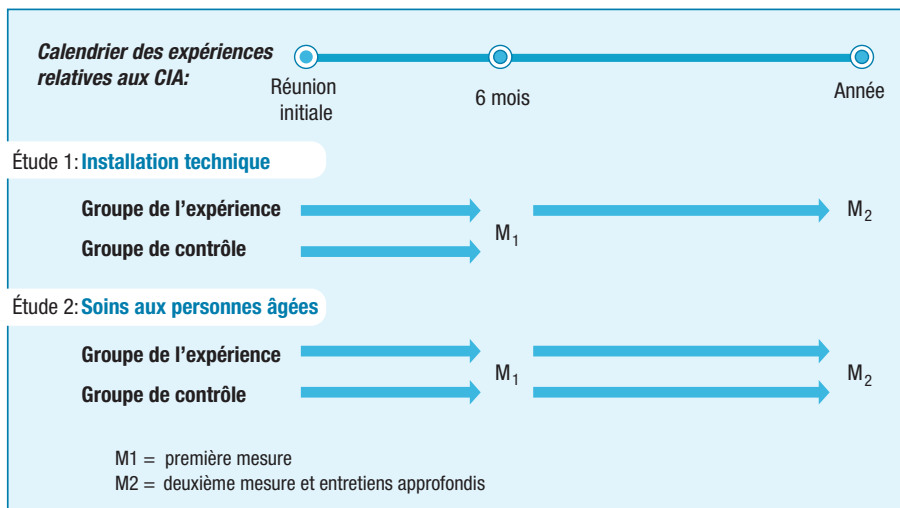 Calendrier des expériences
relatives aux CIA:
Réunion
initiale
6 mois
Année
Étude 1: Installation technique
Groupe de l'expérience
M1
M2
Groupe de contrôle
Étude 2: Soins aux personnes âgées
Groupe de l'expérience
M1
M2
Groupe de contrôle
M1 = première mesure
M2 = deuxième mesure et entretiens approfondis